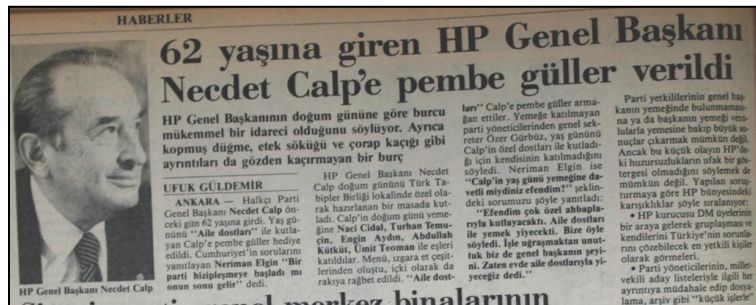 HABERLER
62 yaşına giren HP Genel Başkanı
Necdet Calp'e pembe güller verildi
HP Genel Başkanının doğum gününe göre burcu
mükemmel bir idareci olduğunu söylüyor. Ayrıca
kopmuş düğme, etek söküğü ve çorap kaçığı gibi
ayrıntıları da gözden kaçırmayan bir burç
HP Genel Başkanı Necdet Calp
UFUK GÜLDEMİR
ANKARA — Halkçı Parti
Genel Başkanı Necdet Calp ön-
ceki gün 62 yaşına girdi. Yaş gü-
nünü "Aile dostları" ile kutla-
yan Calp'e pembe güller hediye
edildi. Cumhuriyet'in sorularını
yanıtlayan Neriman Elgin "Bir
parti hizipleşmeye başladı mı
onun sonu gelir" dedi.
HP Genel Başkanı Necdet
Calp doğum gününü Türk Ta-
bipler Birliği lokalinde özel ola-
rak hazırlanan bir masada kut-
ladı. Calp'in doğum günü yeme-
ğine Naci Cidal, Turhan Temu-
çin, Engin Aydın, Abdullah
Kütküt, Ümit Teoman ile eşleri
katıldılar. Menü, ızgara et çeşit-
lerinden oluştu, içki olarak da
rakıya rağbet edildi. "Aile dost-
ları" Calp'e pembe güller arma-
ğan ettiler. Yemeğe katılmayan
parti yöneticilerinden genel sek-
reter Özer Gürbüz, yaş gününü
Calp'in özel dostları ile kutladı-
ğı için kendisinin katılmadığını
söyledi. Neriman Elgin ise
"Calp'in yaş günü yemeğine da-
vetli miydiniz efendim?" şeklin-
deki sorumuzu şöyle yanıtladı:
"Efendim çok özel ahbapla-
rıyla kutlayacaktı. Aile dostları
ile yemek yiyecekti. Bize öyle
söyledi. İşle uğraşmaktan unut-
tuk biz de genel başkanın şeyi-
ni. Zaten evde aile dostlarıyla yi-
yeceğiz dedi."
Parti yetkililerinin genel baş-
kanın yemeğinde bulunmaması-
na ya da başkanın yemeği
lularla yemesine bakıp büyük so-
nuçlar çıkarmak mümkün değil.
Ancak bu küçük olayın HP'de-
ki huzursuzlukların ufak bir gös-
tergesi olmadığını söylemek de
mümkün değil. Yapılan soruş-
turmaya göre HP bünyesindeki
karışıklıklar şöyle sıralanıyor:
• HP kurucusu DM üyelerinin
bir araya gelerek gruplaşması ve
kendilerini Türkiye'nin sorunla-
rını çözebilecek en yetkili kişiler
olarak görmeleri.
• Parti yöneticilerinin, millet-
vekili aday listeleriyle ilgili her
ayrıntıya müdahale edip dosya-
lama, arşiv gibi "küçük işlerle"
merkez binalarının